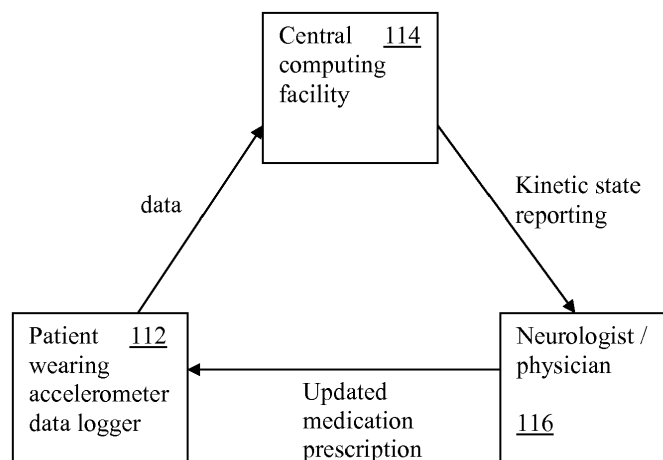 Central 114
computing
facility
Kinetic state
reporting
data
Patient 112
wearing
accelerometer
data logger
Neurologist /
physician
116
Updated
medication
prescription